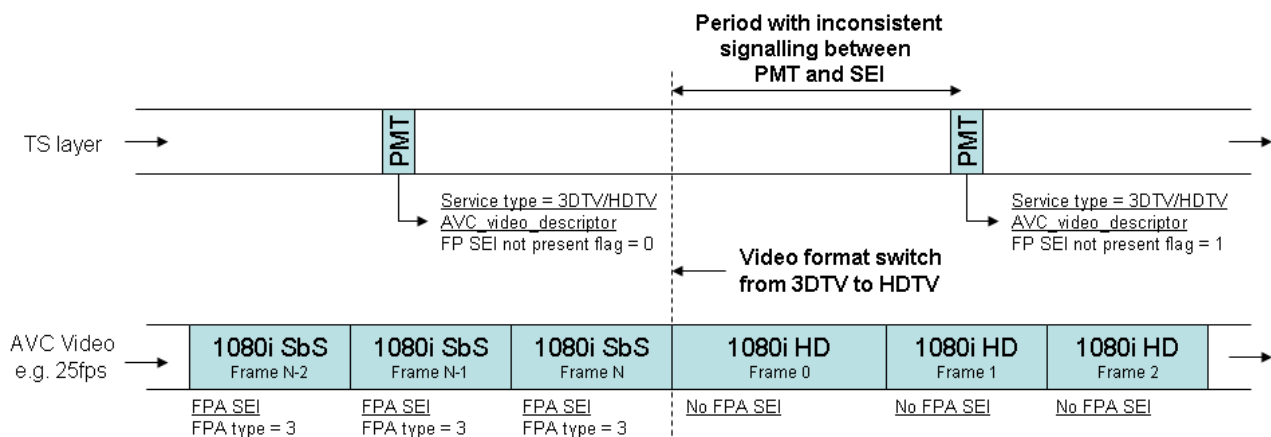 Period with inconsistent
signalling between
PMT and SEI
TS layer
PMT
PMT
Service type = 3DTV/HDTV
AVC_video_descriptor
FP SEI not present flag = 0
Service type = 3DTV/HDTV
AVC_video_descriptor
FP SEI not present flag = 1
Video format switch
from 3DTV to HDTV
AVC Video
e.g. 25fps
1080i SbS
Frame N-2
1080i SbS
Frame N-1
1080i SbS
Frame N
1080i HD
Frame 0
1080i HD
Frame 1
1080i HD
Frame 2
FPA SEI
FPA type = 3
FPA SEI
FPA type = 3
FPA SEI
FPA type = 3
No FPA SEI
No FPA SEI
No FPA SEI